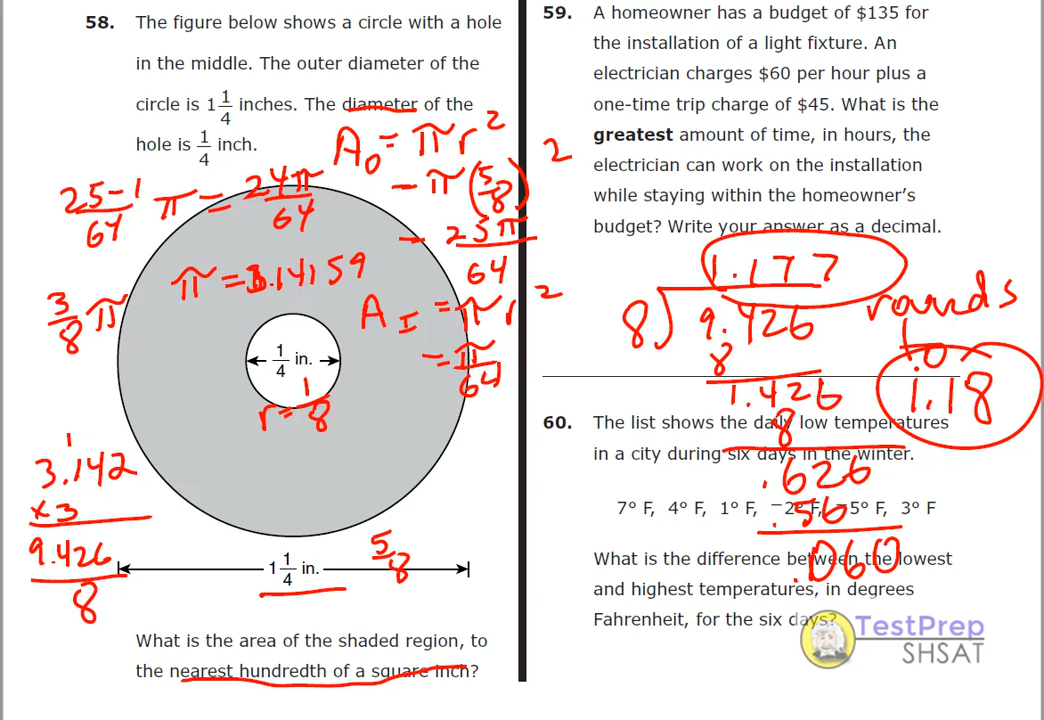 58. The figure below shows a circle with a hole
in the middle. The outer diameter of the
circle is 1 1/4 inches. The diameter of the
hole is 1/4 inch.
A₀ = πr²
= π(5/8)²
= 25π/64
25-1/64 π = 24π/64
π = 3.14159
3/8 π
A_I = πr²
= π/64
1/4 in.
r = 1/8
3.142
×3
9.426
8
1 1/4 in.
5/8
What is the area of the shaded region, to
the nearest hundredth of a square inch?
59. A homeowner has a budget of $135 for
the installation of a light fixture. An
electrician charges $60 per hour plus a
one-time trip charge of $45. What is the
greatest amount of time, in hours, the
electrician can work on the installation
while staying within the homeowner's
budget? Write your answer as a decimal.
1.177
8)9.426
8
1.426
8
.626
.56
.060
rounds
to
1.18
60. The list shows the daily low temperatures
in a city during six days in the winter.
7° F, 4° F, 1° F, −2° F, −5° F, 3° F
What is the difference between the lowest
and highest temperatures, in degrees
Fahrenheit, for the six days?
TestPrep
SHSAT